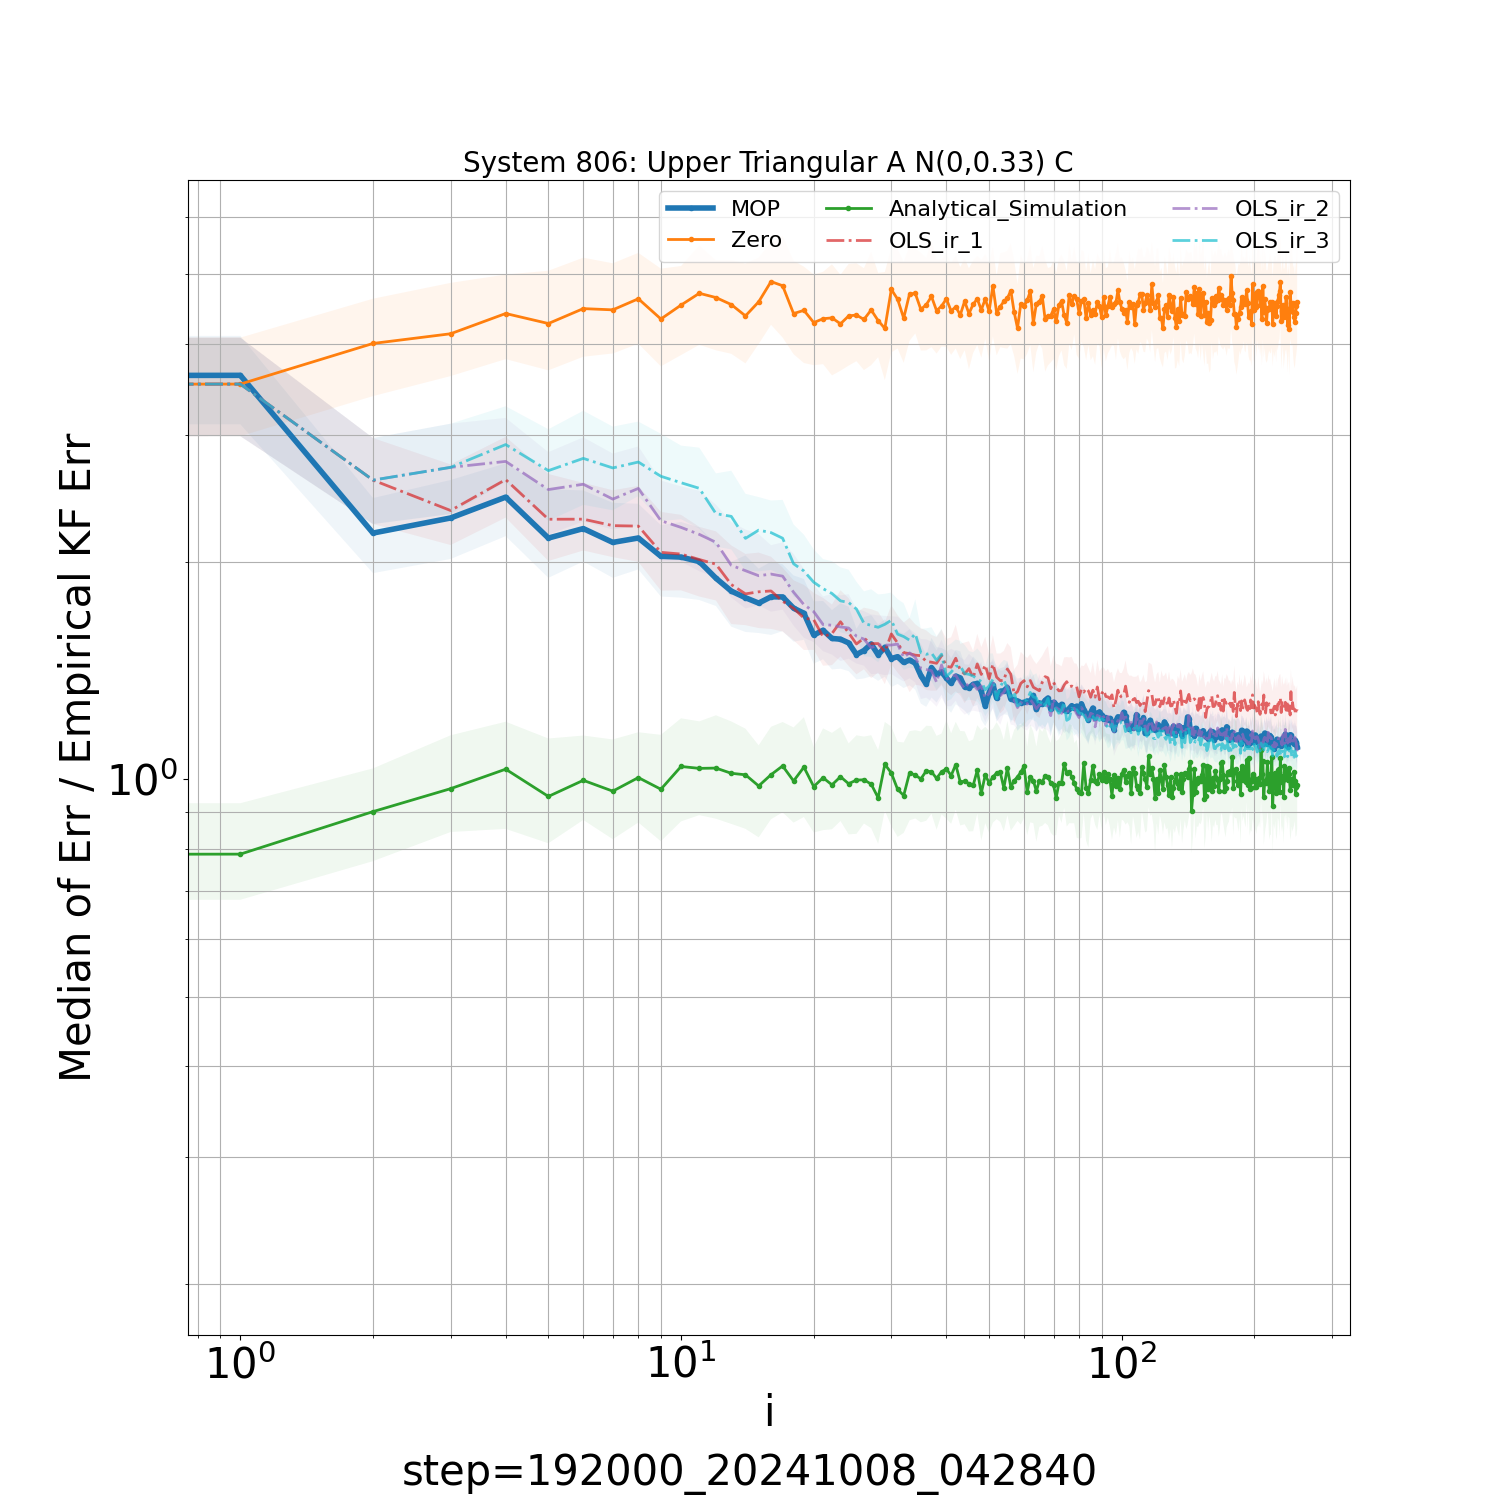 System 806: Upper Triangular A N(0,0.33) C
MOP
Zero
Analytical_Simulation
OLS_ir_1
OLS_ir_2
OLS_ir_3
Median of Err / Empirical KF Err
10⁰
10⁰ 10¹ 10²
i
step=192000_20241008_042840